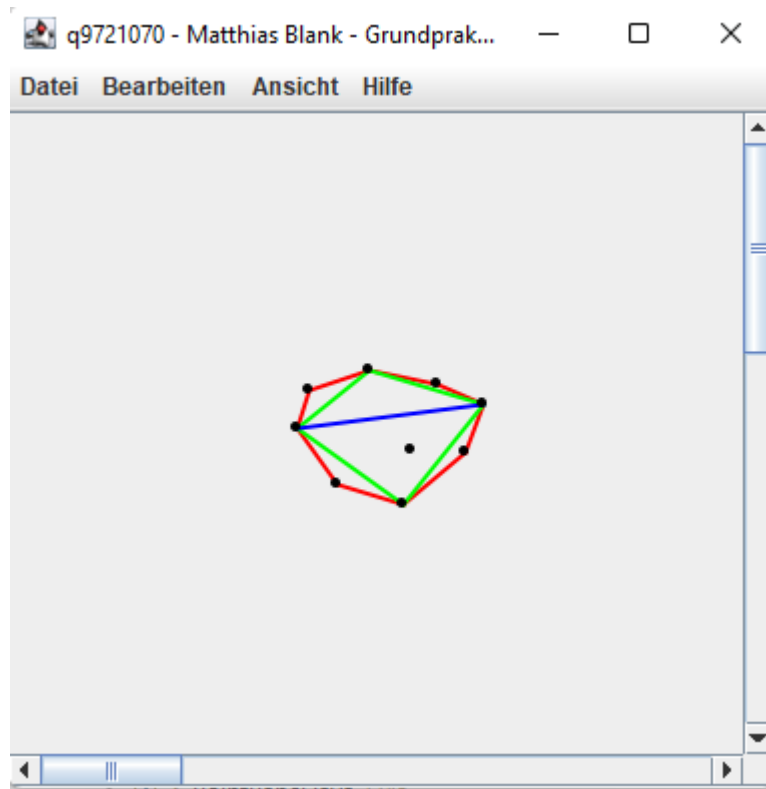 q9721070 - Matthias Blank - Grundprak...
Datei Bearbeiten Ansicht Hilfe